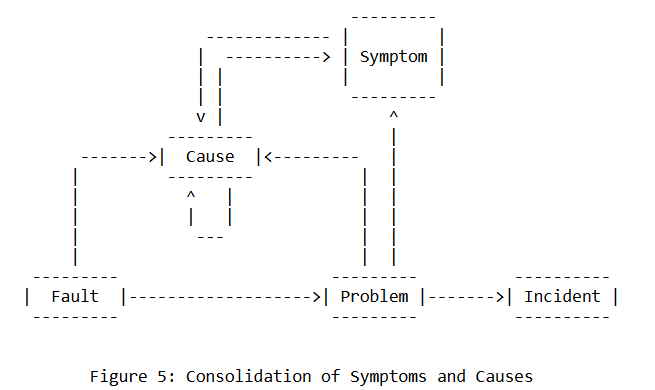 Symptom
Cause
Fault Problem Incident
Figure 5: Consolidation of Symptoms and Causes